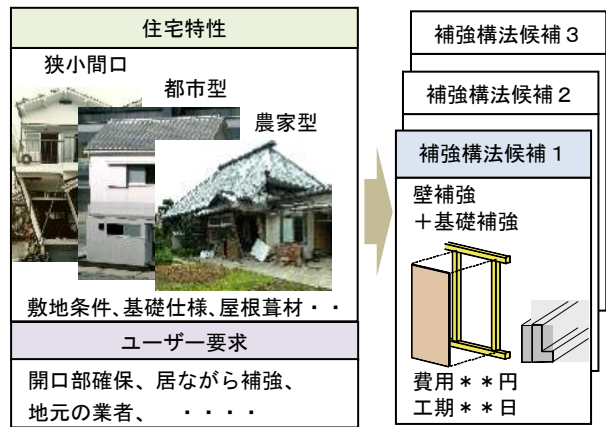 住宅特性
狭小間口
都市型
農家型
敷地条件、基礎仕様、屋根葺材・・
ユーザー要求
開口部確保、居ながら補強、
地元の業者、　・・・・
補強構法候補３
補強構法候補２
補強構法候補１
壁補強
＋基礎補強
費用＊＊円
工期＊＊日